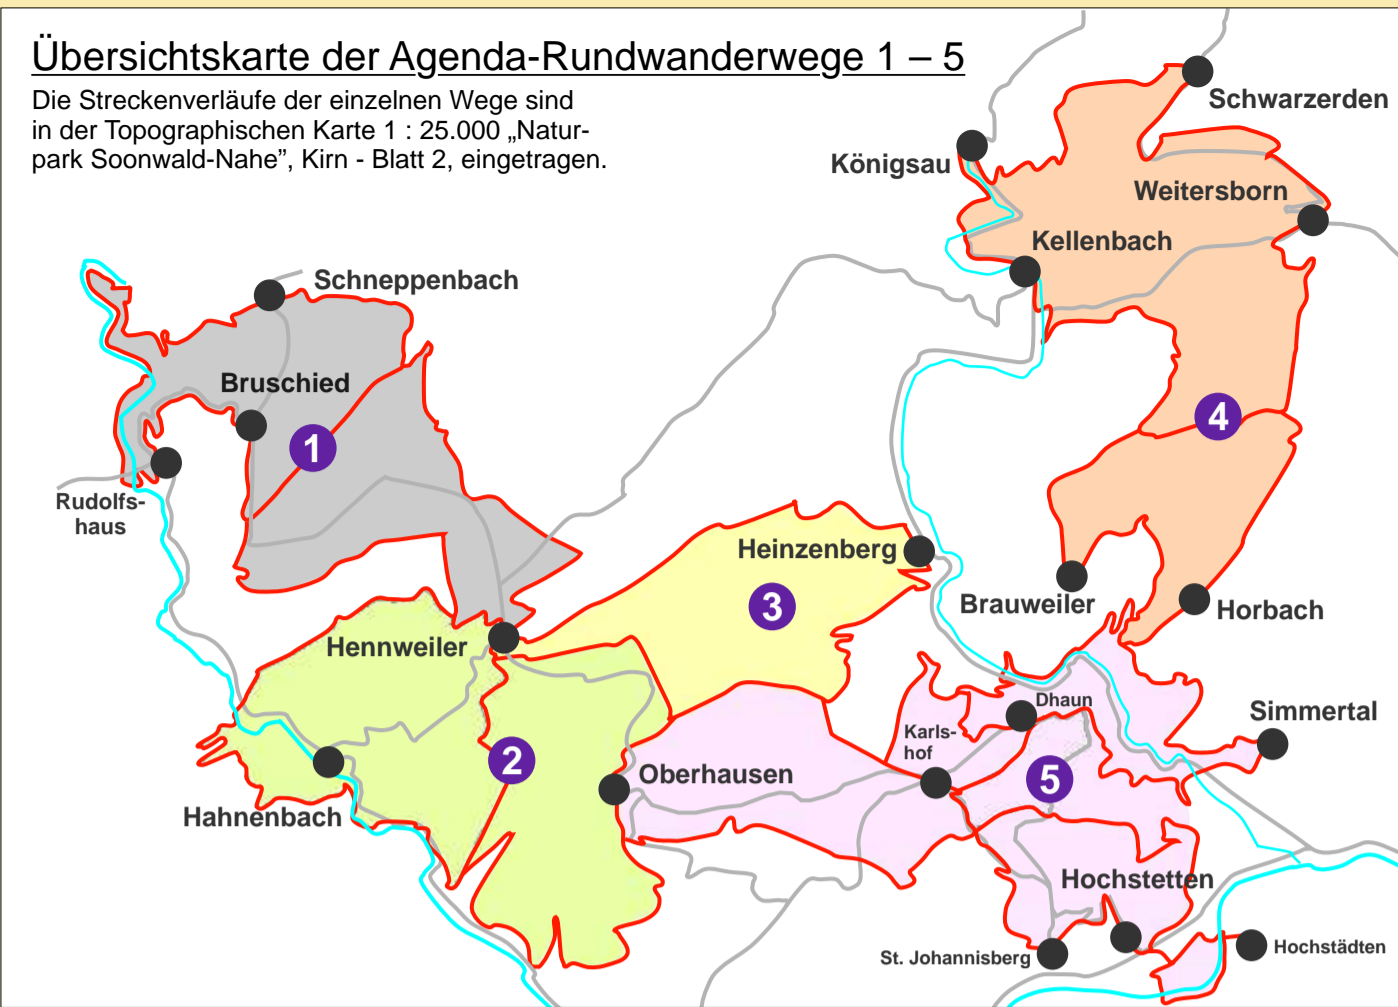 Übersichtskarte der Agenda-Rundwanderwege 1 – 5
Die Streckenverläufe der einzelnen Wege sind
in der Topographischen Karte 1 : 25.000 „Natur-
park Soonwald-Nahe”, Kirn - Blatt 2, eingetragen.
Schwarzerden
Königsau
Weitersborn
Kellenbach
Schneppenbach
Bruschied
1
4
Rudolfs-
haus
Heinzenberg
3
Brauweiler
Horbach
Hennweiler
Dhaun
Simmertal
Karls-
hof
2
Oberhausen
5
Hahnenbach
Hochstetten
St. Johannisberg
Hochstädten